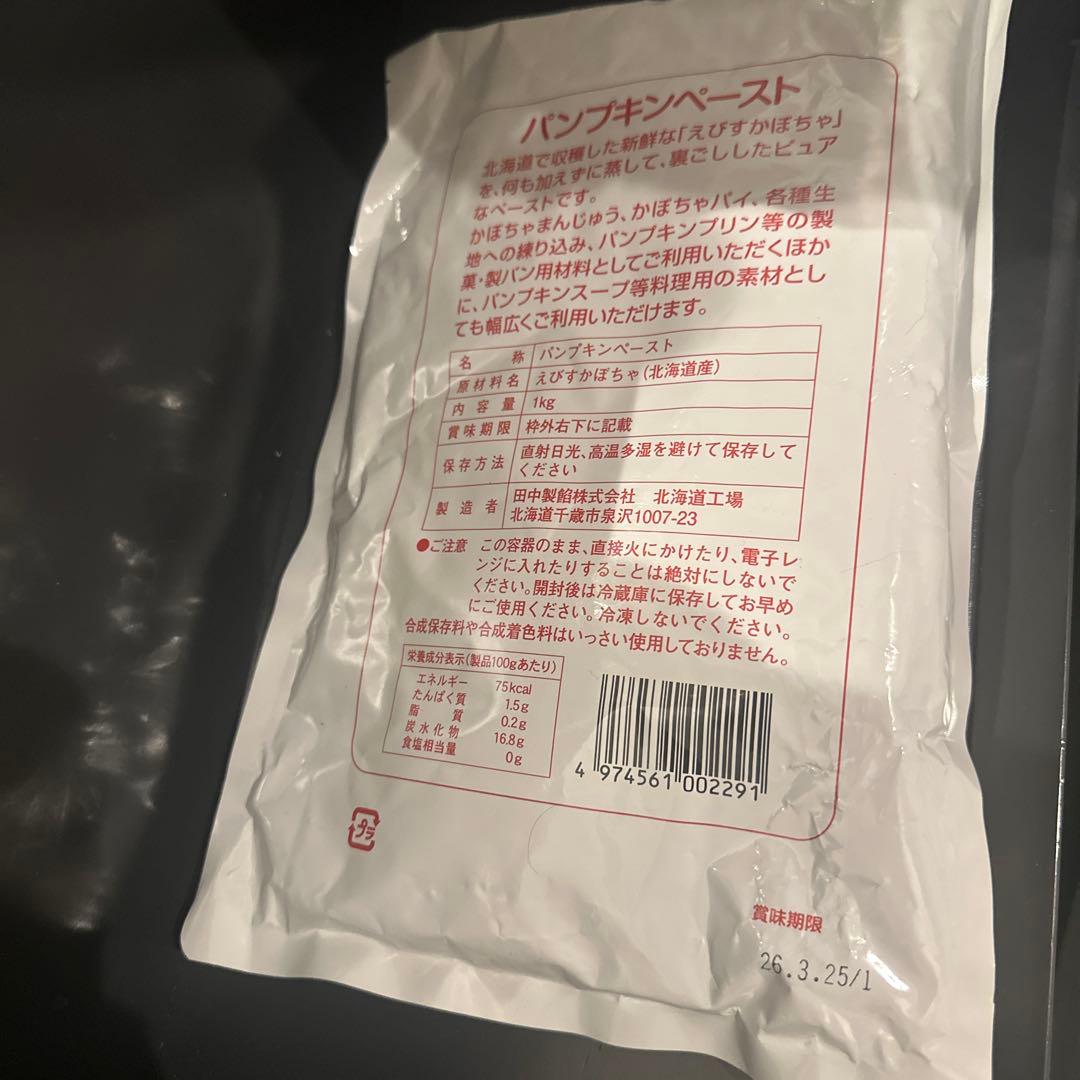 パンプキンペースト
北海道で収穫した新鮮な「えびすかぼちゃ」
を、何も加えずに蒸して、裏ごししたピュア
なペーストです。
かぼちゃまんじゅう、かぼちゃパイ、各種生
地への練り込み、パンプキンプリン等の製
菓・製パン用材料としてご利用いただくほか
に、パンプキンスープ等料理用の素材とし
ても幅広くご利用いただけます。
名称 パンプキンペースト
原材料名 えびすかぼちゃ(北海道産)
内容量 1kg
賞味期限 枠外右下に記載
保存方法 直射日光、高温多湿を避けて保存して
ください
製造者 田中製餡株式会社 北海道工場
北海道千歳市泉沢1007-23
●ご注意 この容器のまま、直接火にかけたり、電子レ
ンジに入れたりすることは絶対にしないで
ください。開封後は冷蔵庫に保存してお早め
にご使用ください。冷凍しないでください。
合成保存料や合成着色料はいっさい使用しておりません。
栄養成分表示(製品100gあたり)
エネルギー 75kcal
たんぱく質 1.5g
脂質 0.2g
炭水化物 16.8g
食塩相当量 0g
4 974561 002291
プラ
賞味期限
26.3.25/1